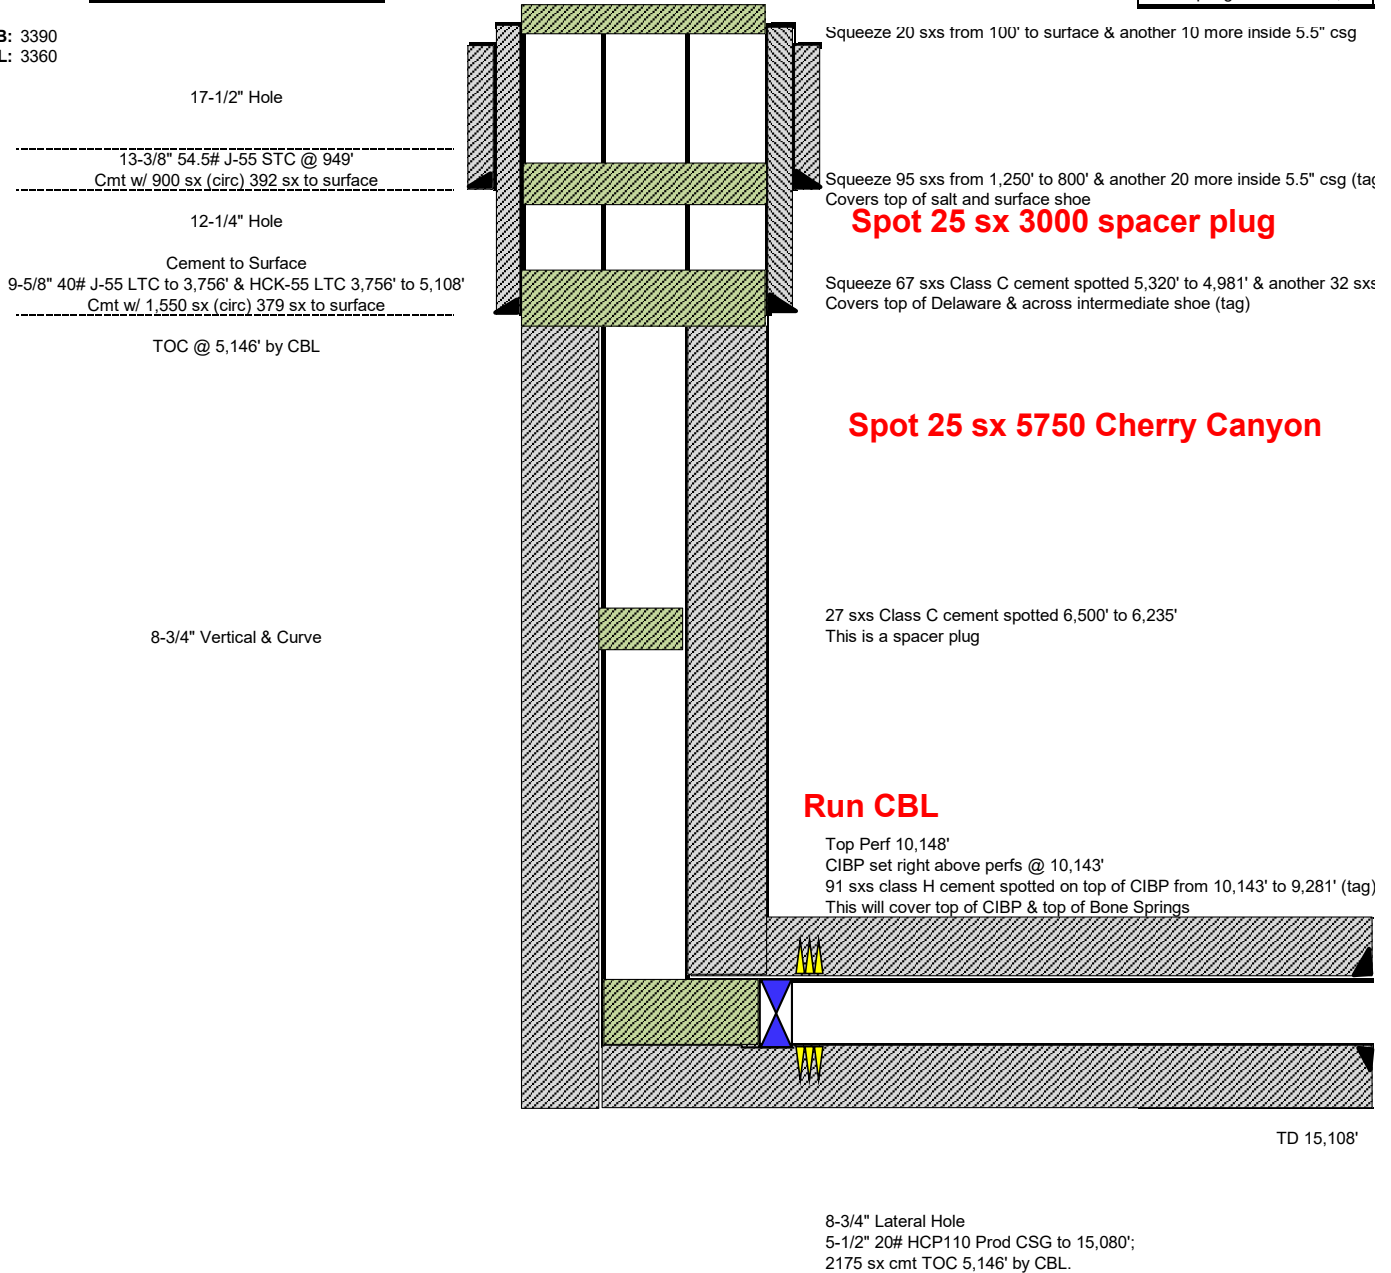 Squeeze 20 sxs from 100' to surface & another 10 more inside 5.5" csg
3390
3360
17-1/2" Hole
13-3/8" 54.5# J-55 STC @ 949'
Cmt w/ 900 sx (circ) 392 sx to surface
Squeeze 95 sxs from 1,250' to 800' & another 20 more inside 5.5" csg
Covers top of salt and surface shoe
12-1/4" Hole
Spot 25 sx 3000 spacer plug
Cement to Surface
9-5/8" 40# J-55 LTC to 3,756' & HCK-55 LTC 3,756' to 5,108'
Cmt w/ 1,550 sx (circ) 379 sx to surface
Squeeze 67 sxs Class C cement spotted 5,320' to 4,981' & another 32 sxs
Covers top of Delaware & across intermediate shoe (tag)
TOC @ 5,146' by CBL
Spot 25 sx 5750 Cherry Canyon
27 sxs Class C cement spotted 6,500' to 6,235'
This is a spacer plug
8-3/4" Vertical & Curve
Run CBL
Top Perf 10,148'
CIBP set right above perfs @ 10,143'
91 sxs class H cement spotted on top of CIBP from 10,143' to 9,281' (tag)
This will cover top of CIBP & top of Bone Springs
TD 15,108'
8-3/4" Lateral Hole
5-1/2" 20# HCP110 Prod CSG to 15,080';
2175 sx cmt TOC 5,146' by CBL.